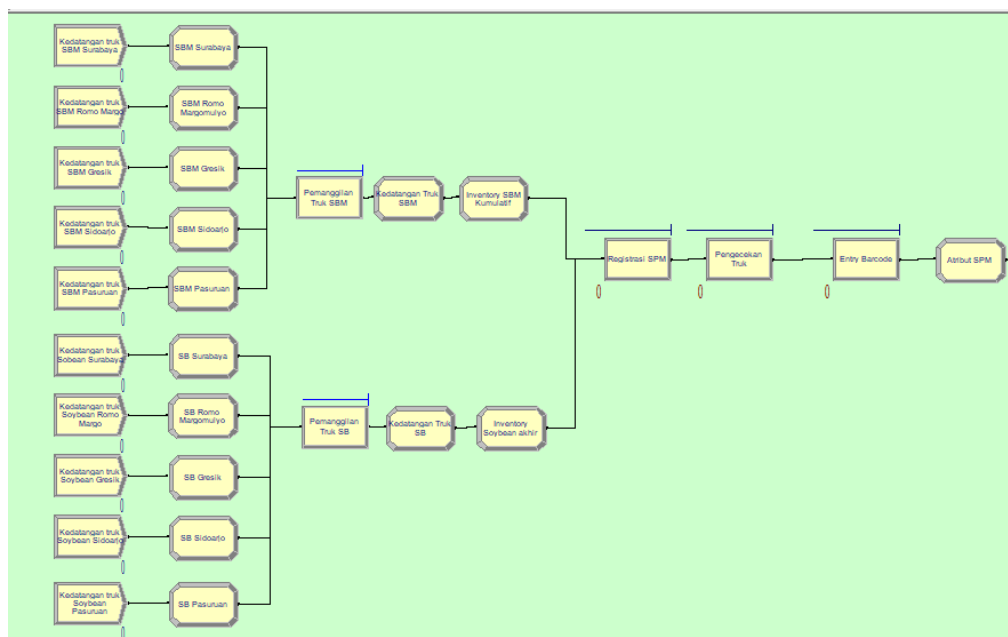 Kedatangan truk
SBM Surabaya
SBM Surabaya
Kedatangan truk
SBM Romo Margo
SBM Romo
Margomulyo
Kedatangan truk
SBM Gresik
SBM Gresik
Kedatangan truk
SBM Sidoarjo
SBM Sidoarjo
Kedatangan truk
SBM Pasuruan
SBM Pasuruan
Pemanggilan
Truk SBM
Kedatangan Truk
SBM
Inventory SBM
Kumulatif
Registrasi SPM
Pengecekan
Truk
Entry Barcode
Atribut SPM
Kedatangan truk
Sobean Surabaya
SB Surabaya
Kedatangan truk
Soybean Romo
Margo
SB Romo
Margomulyo
Kedatangan truk
Soybean Gresik
SB Gresik
Kedatangan truk
Soybean Sidoarjo
SB Sidoarjo
Kedatangan truk
Soybean
Pasuruan
SB Pasuruan
Pemanggilan
Truk SB
Kedatangan Truk
SB
Inventory
Soybean akhir